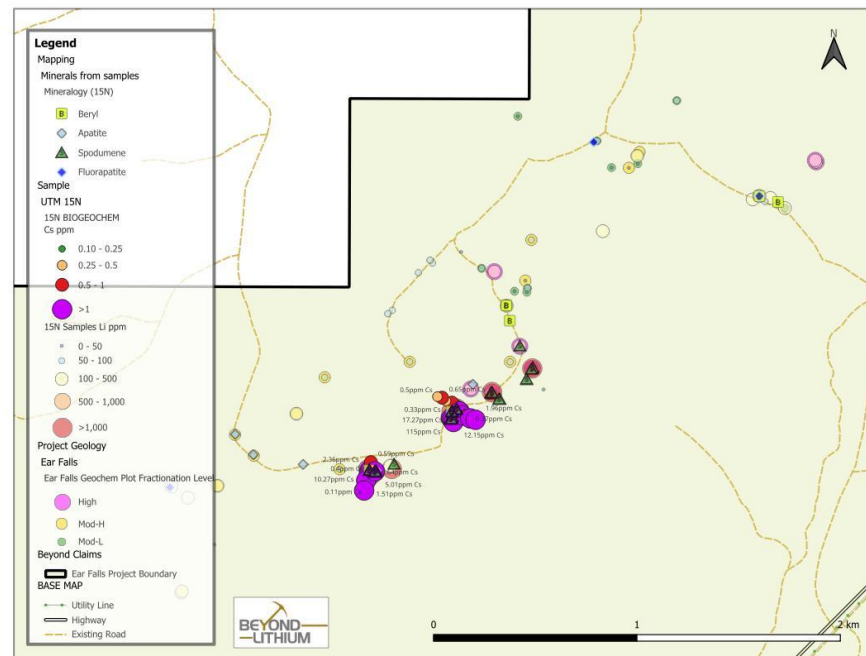 Legend
Mapping
Minerals from samples
Mineralogy (15N)
B Beryl
Apatite
Spodumene
Fluorapatite
Sample
UTM 15N
15N BIOGEOCHEM
Cs ppm
0.10 - 0.25
0.25 - 0.5
0.5 - 1
>1
15N Samples Li ppm
0 - 50
50 - 100
100 - 500
500 - 1,000
>1,000
Project Geology
Ear Falls
Ear Falls Geochem Plot Fractionation Level
High
Mod-H
Mod-L
Beyond Claims
Ear Falls Project Boundary
BASE MAP
Utility Line
Highway
Existing Road
N
B
B
B
0.5ppm Cs
0.65ppm
0.33ppm
1.96ppm Cs
17.27ppm
ppm Cs
115ppm
12.15ppm Cs
0.59ppm
2.36ppm
ppm Cs
10.27ppm
5.01ppm Cs
0.11ppm
1.51ppm Cs
BEYOND
LITHIUM
0 1 2 km